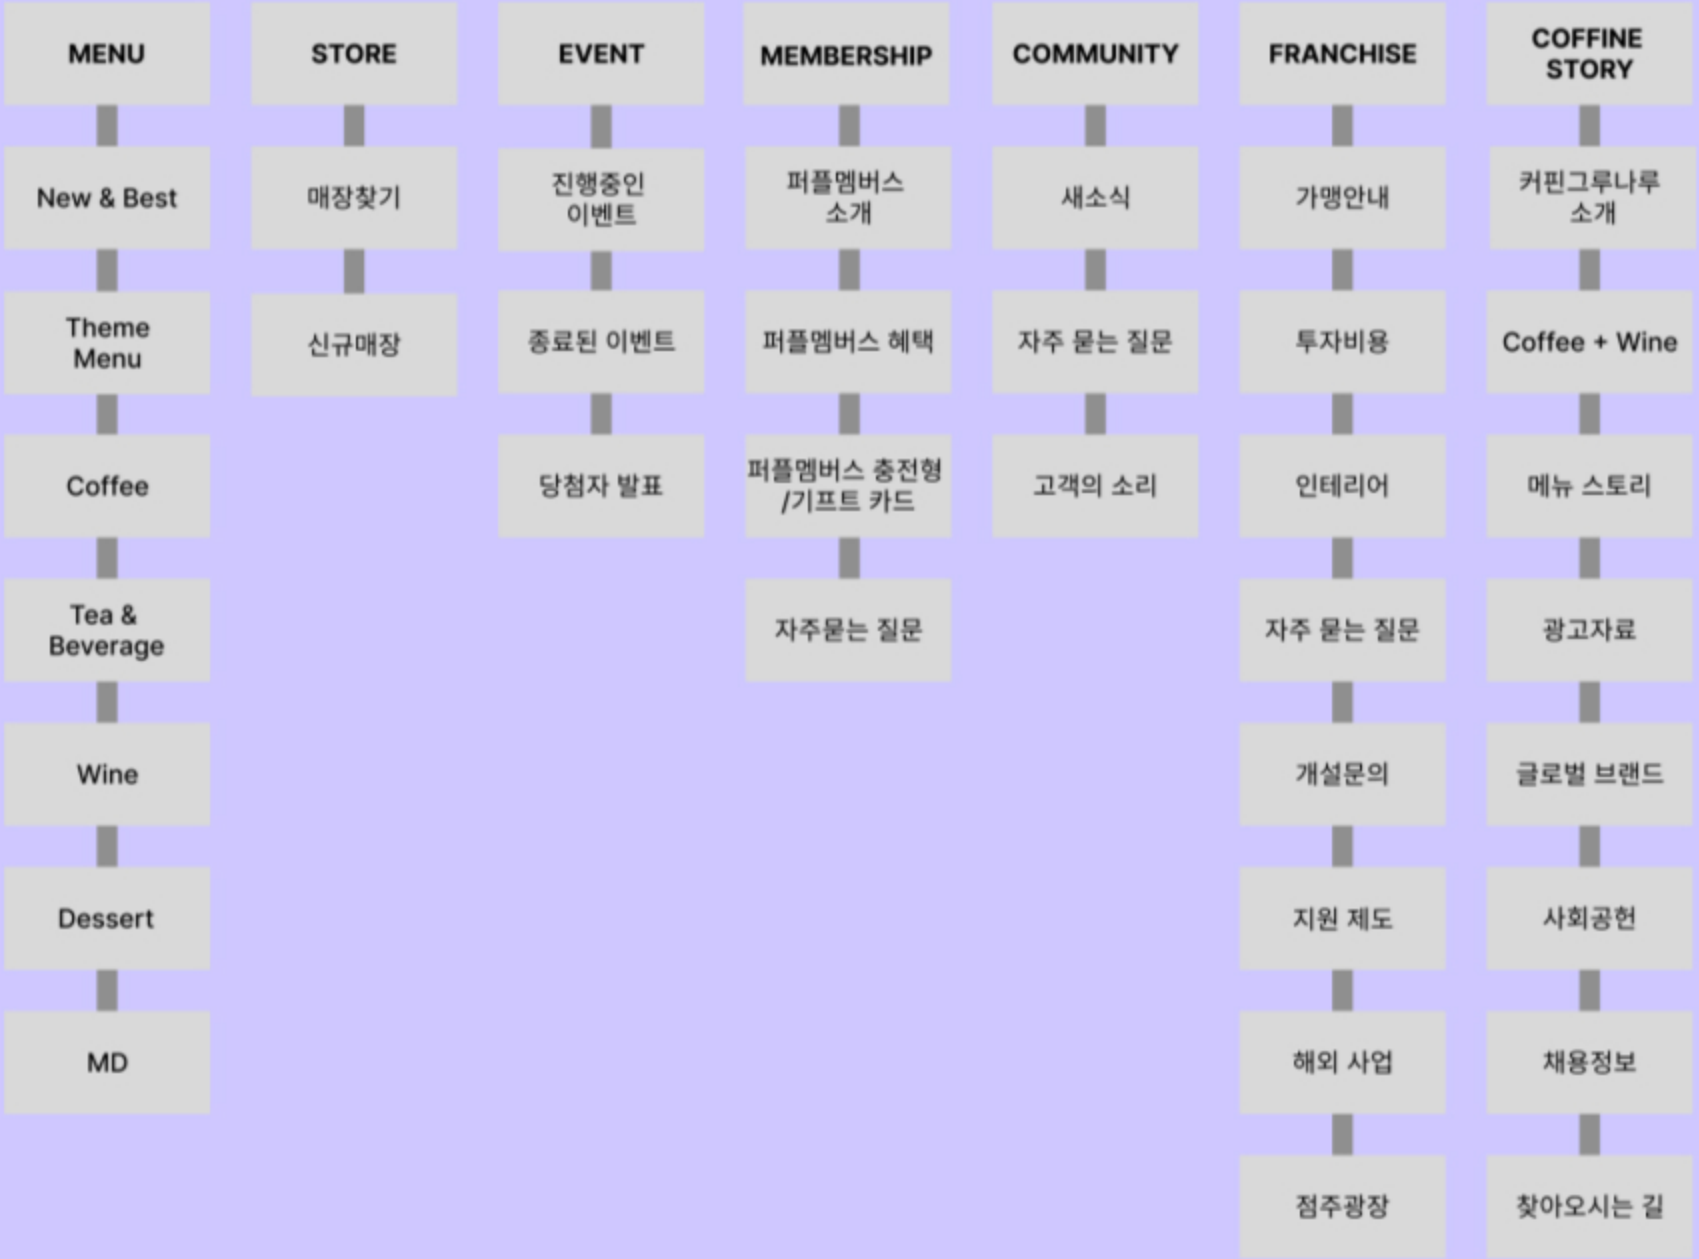 MENU
New & Best
Theme
Menu
Coffee
Tea &
Beverage
Wine
Dessert
MD
STORE
매장찾기
신규매장
EVENT
진행중인
이벤트
종료된 이벤트
당첨자 발표
MEMBERSHIP
퍼플멤버스
소개
퍼플멤버스 혜택
퍼플멤버스 충전형
/기프트 카드
자주묻는 질문
COMMUNITY
새소식
자주 묻는 질문
고객의 소리
FRANCHISE
가맹안내
투자비용
인테리어
자주 묻는 질문
개설문의
지원 제도
해외 사업
점주광장
COFFINE
STORY
커핀그루나루
소개
Coffee + Wine
메뉴 스토리
광고자료
글로벌 브랜드
사회공헌
채용정보
찾아오시는 길